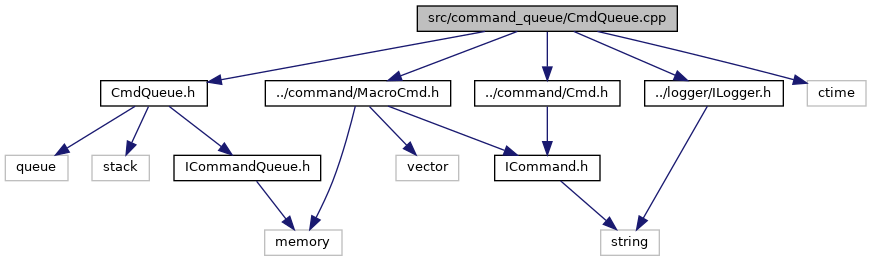 src/command_queue/CmdQueue.cpp
CmdQueue.h
../command/MacroCmd.h
../command/Cmd.h
../logger/ILogger.h
ctime
queue
stack
ICommandQueue.h
vector
ICommand.h
memory
string